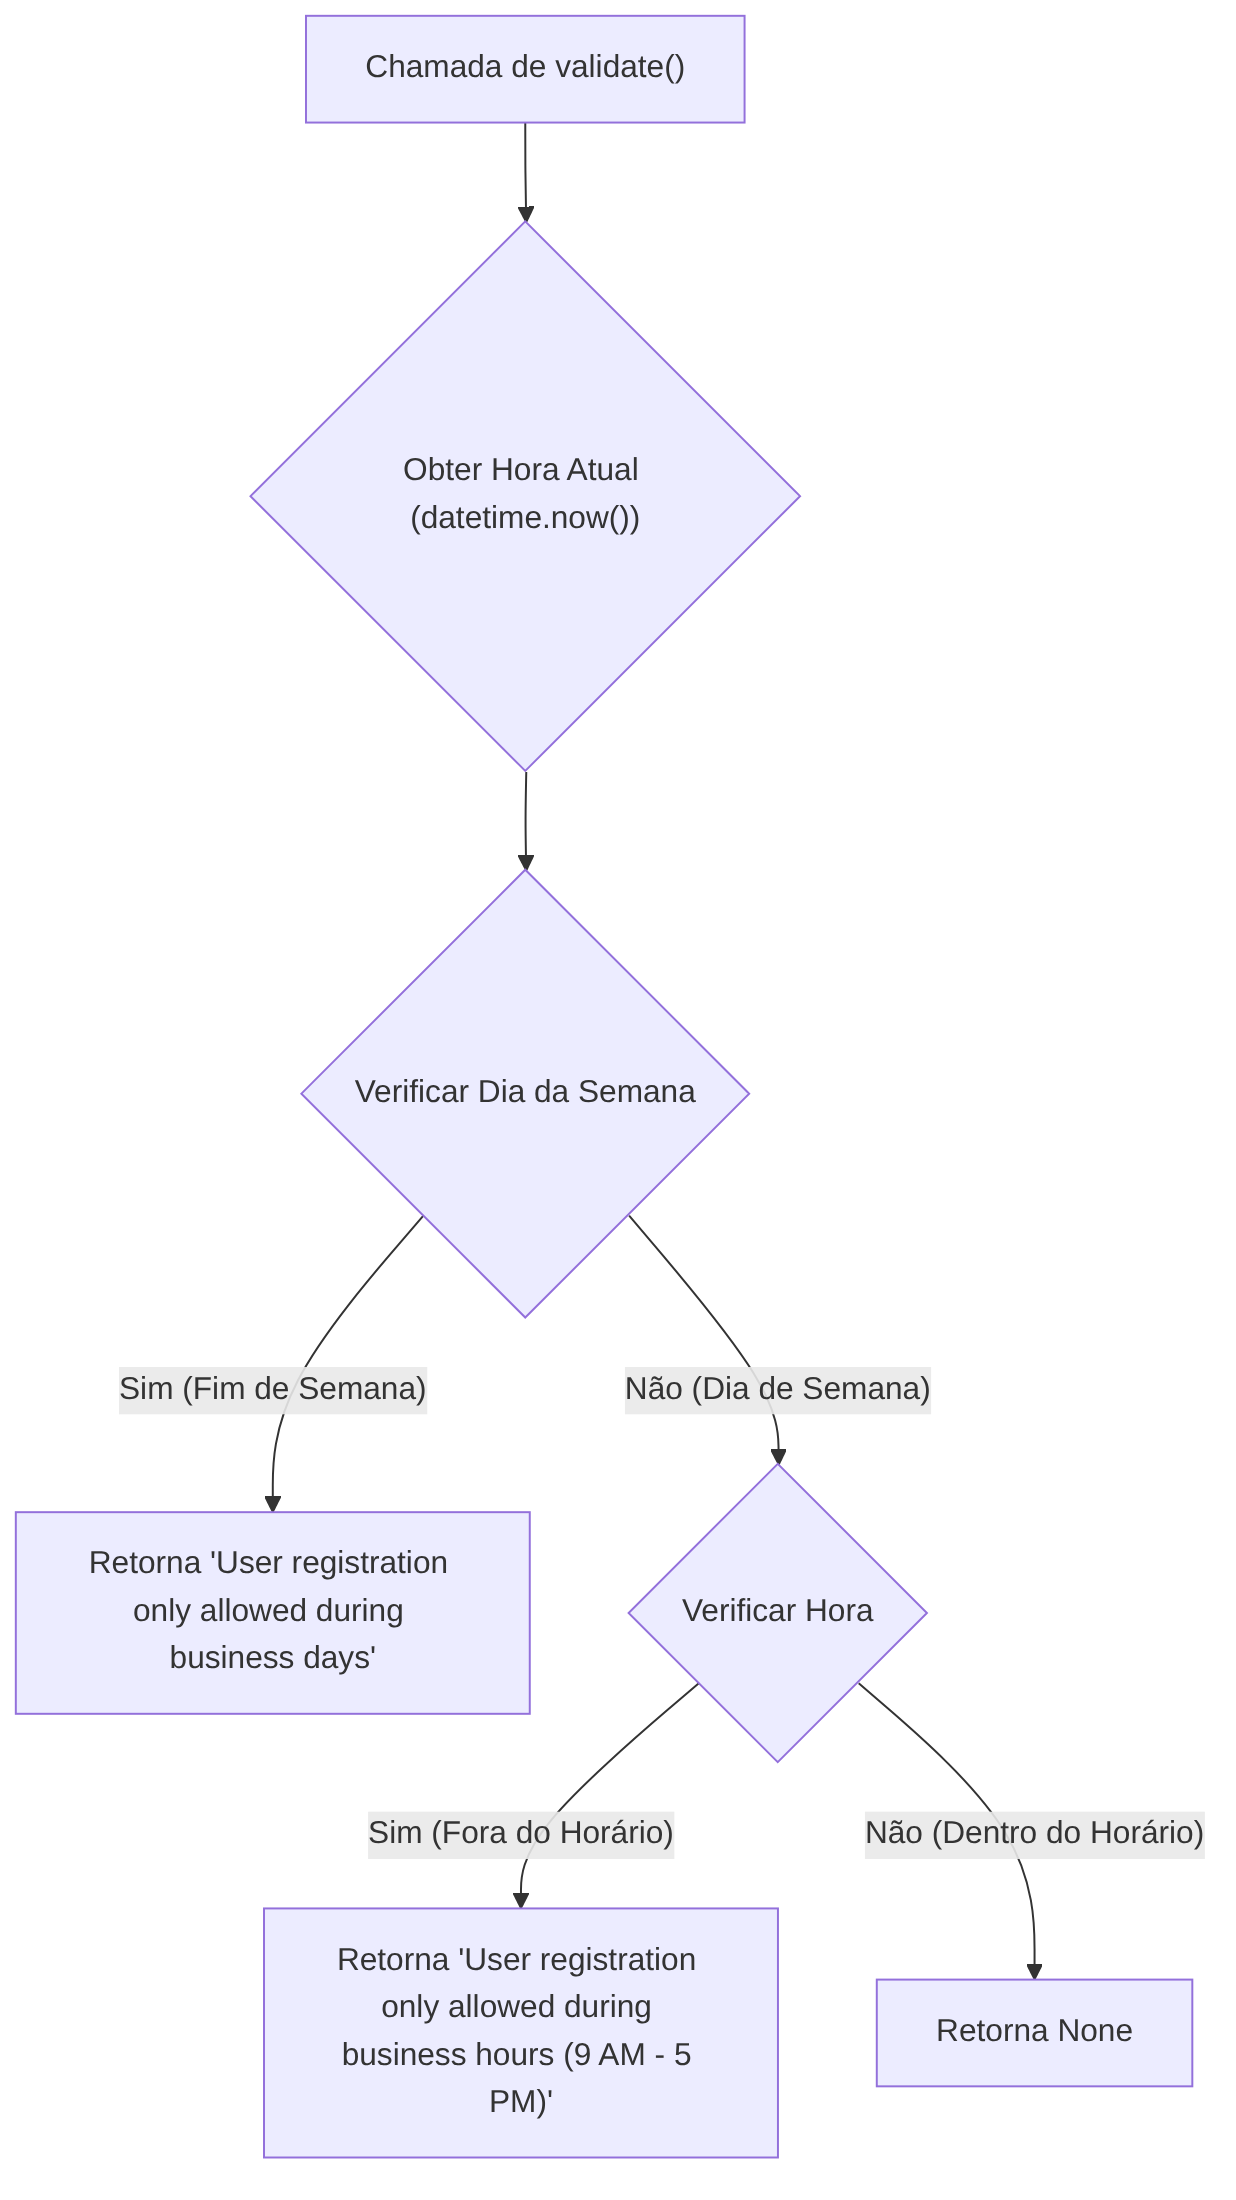 Chamada de validate()
Obter Hora Atual
(datetime.now())
Verificar Dia da Semana
Sim (Fim de Semana)
Não (Dia de Semana)
Retorna 'User registration
only allowed during
business days'
Verificar Hora
Sim (Fora do Horário)
Não (Dentro do Horário)
Retorna 'User registration
only allowed during
business hours (9 AM - 5
PM)'
Retorna None